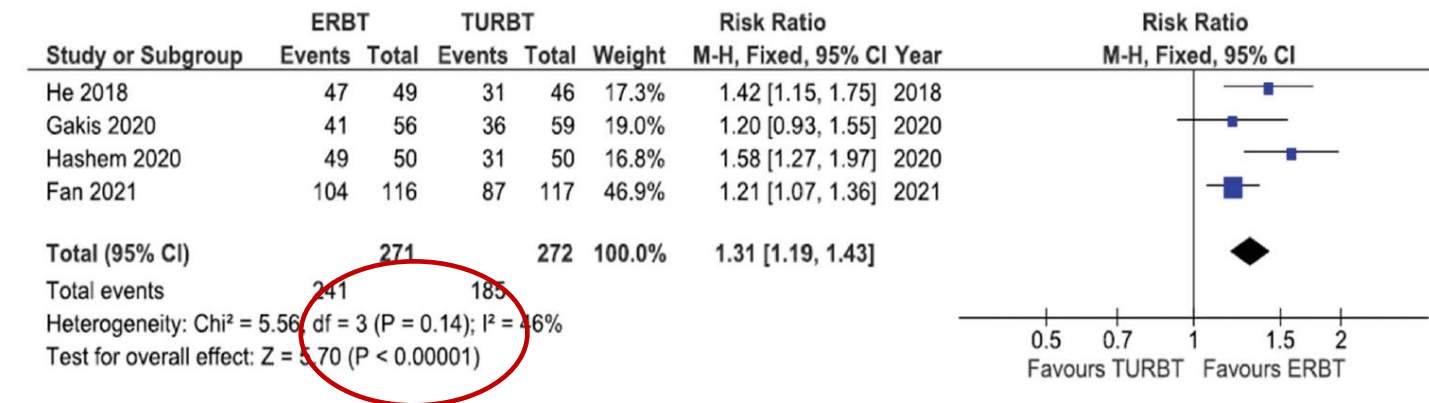 ERBT TURBT Risk Ratio Risk Ratio
Study or Subgroup Events Total Events Total Weight M-H, Fixed, 95% CI Year M-H, Fixed, 95% CI
He 2018 47 49 31 46 17.3% 1.42 [1.15, 1.75] 2018
Gakis 2020 41 56 36 59 19.0% 1.20 [0.93, 1.55] 2020
Hashem 2020 49 50 31 50 16.8% 1.58 [1.27, 1.97] 2020
Fan 2021 104 116 87 117 46.9% 1.21 [1.07, 1.36] 2021
Total (95% CI) 271 272 100.0% 1.31 [1.19, 1.43]
Total events 241 185
Heterogeneity: Chi² = 5.56, df = 3 (P = 0.14); I² = 46%
Test for overall effect: Z = 5.70 (P < 0.00001)
0.5 0.7 1 1.5 2
Favours TURBT Favours ERBT